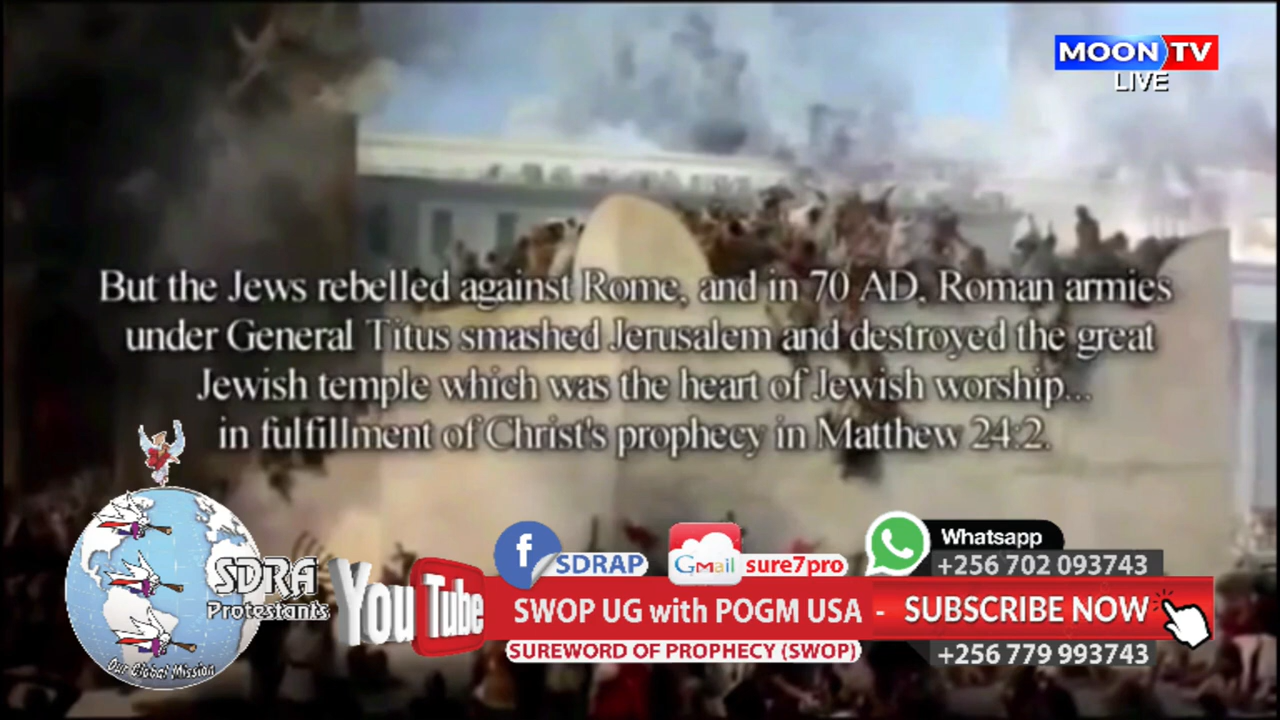 MOON TV
LIVE
But the Jews rebelled against Rome, and in 70 AD, Roman armies
under General Titus smashed Jerusalem and destroyed the great
Jewish temple which was the heart of Jewish worship...
in fulfillment of Christ's prophecy in Matthew 24:2.
SDRA
Protestants
Our Global Mission
YouTube
f SDRAP
Gmail sure7pro
Whatsapp
+256 702 093743
SWOP UG with POGM USA - SUBSCRIBE NOW
SUREWORD OF PROPHECY (SWOP)
+256 779 993743